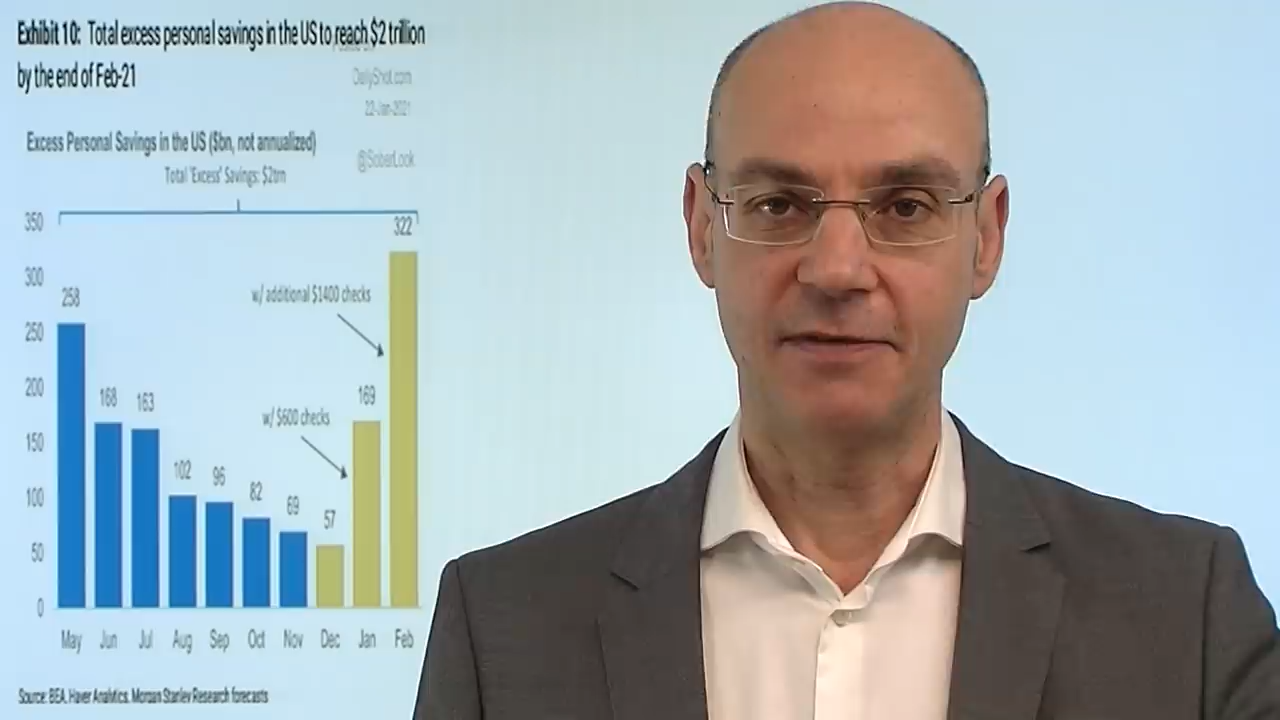 Exhibit 10: Total excess personal savings in the US to reach $2 trillion
by the end of Feb-21
DailyShot.com
22-Jan-2021
@SoberLook
Excess Personal Savings in the US ($bn, not annualized)
Total 'Excess' Savings: $2trn
350
300
250
200
150
100
50
0
258
168
163
102
96
82
69
57
169
322
w/ additional $1400 checks
w/ $600 checks
May Jun Jul Aug Sep Oct Nov Dec Jan Feb
Source: BEA, Haver Analytics, Morgan Stanley Research forecasts